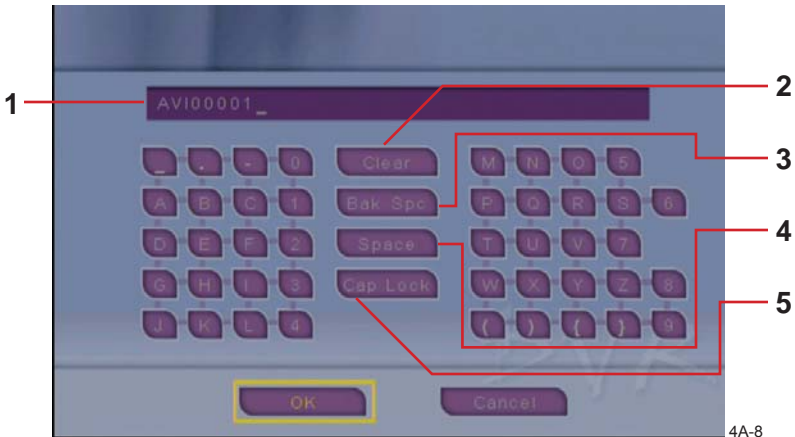 2
1 AVI00001_
3
_ . - 0 Clear M N O 5
A B C 1 Bak Spc P Q R S 6
4
D E F 2 Space T U V 7
G H I 3 Cap Lock W X Y Z 8
5
J K L 4 ( ) { } 9
OK Cancel
4A-8